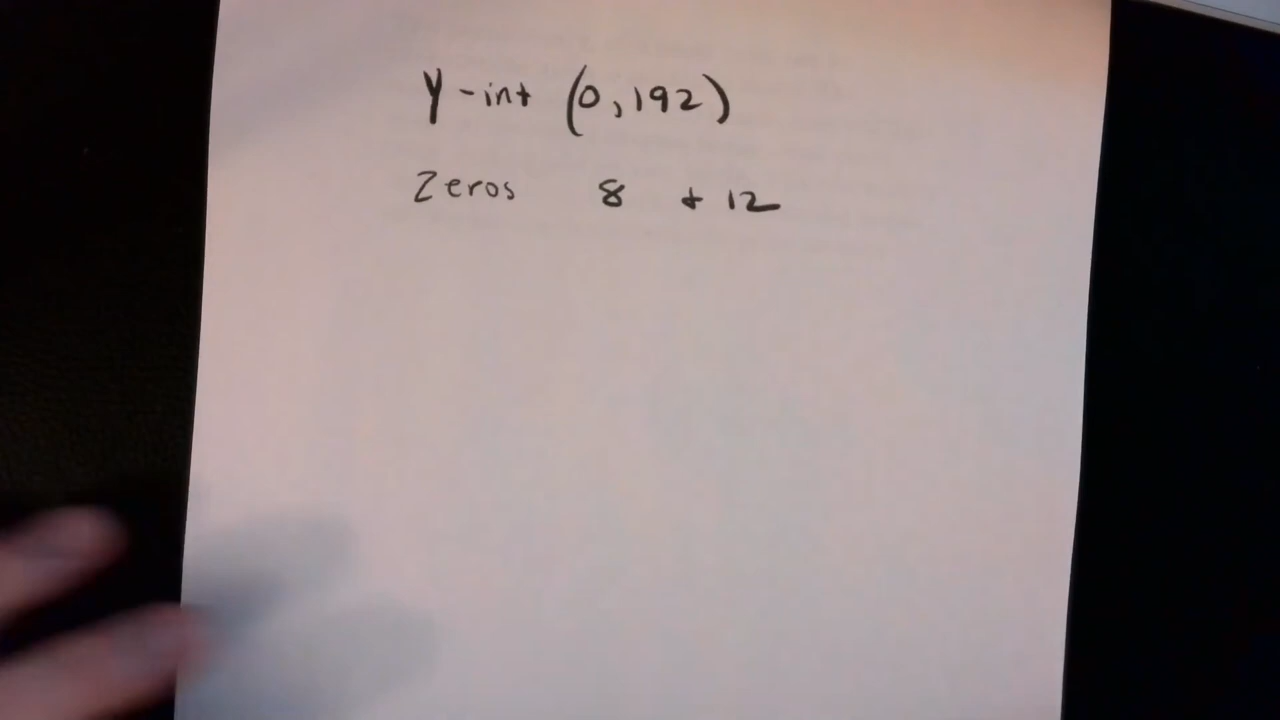 y-int (0,192)
Zeros 8 + 12